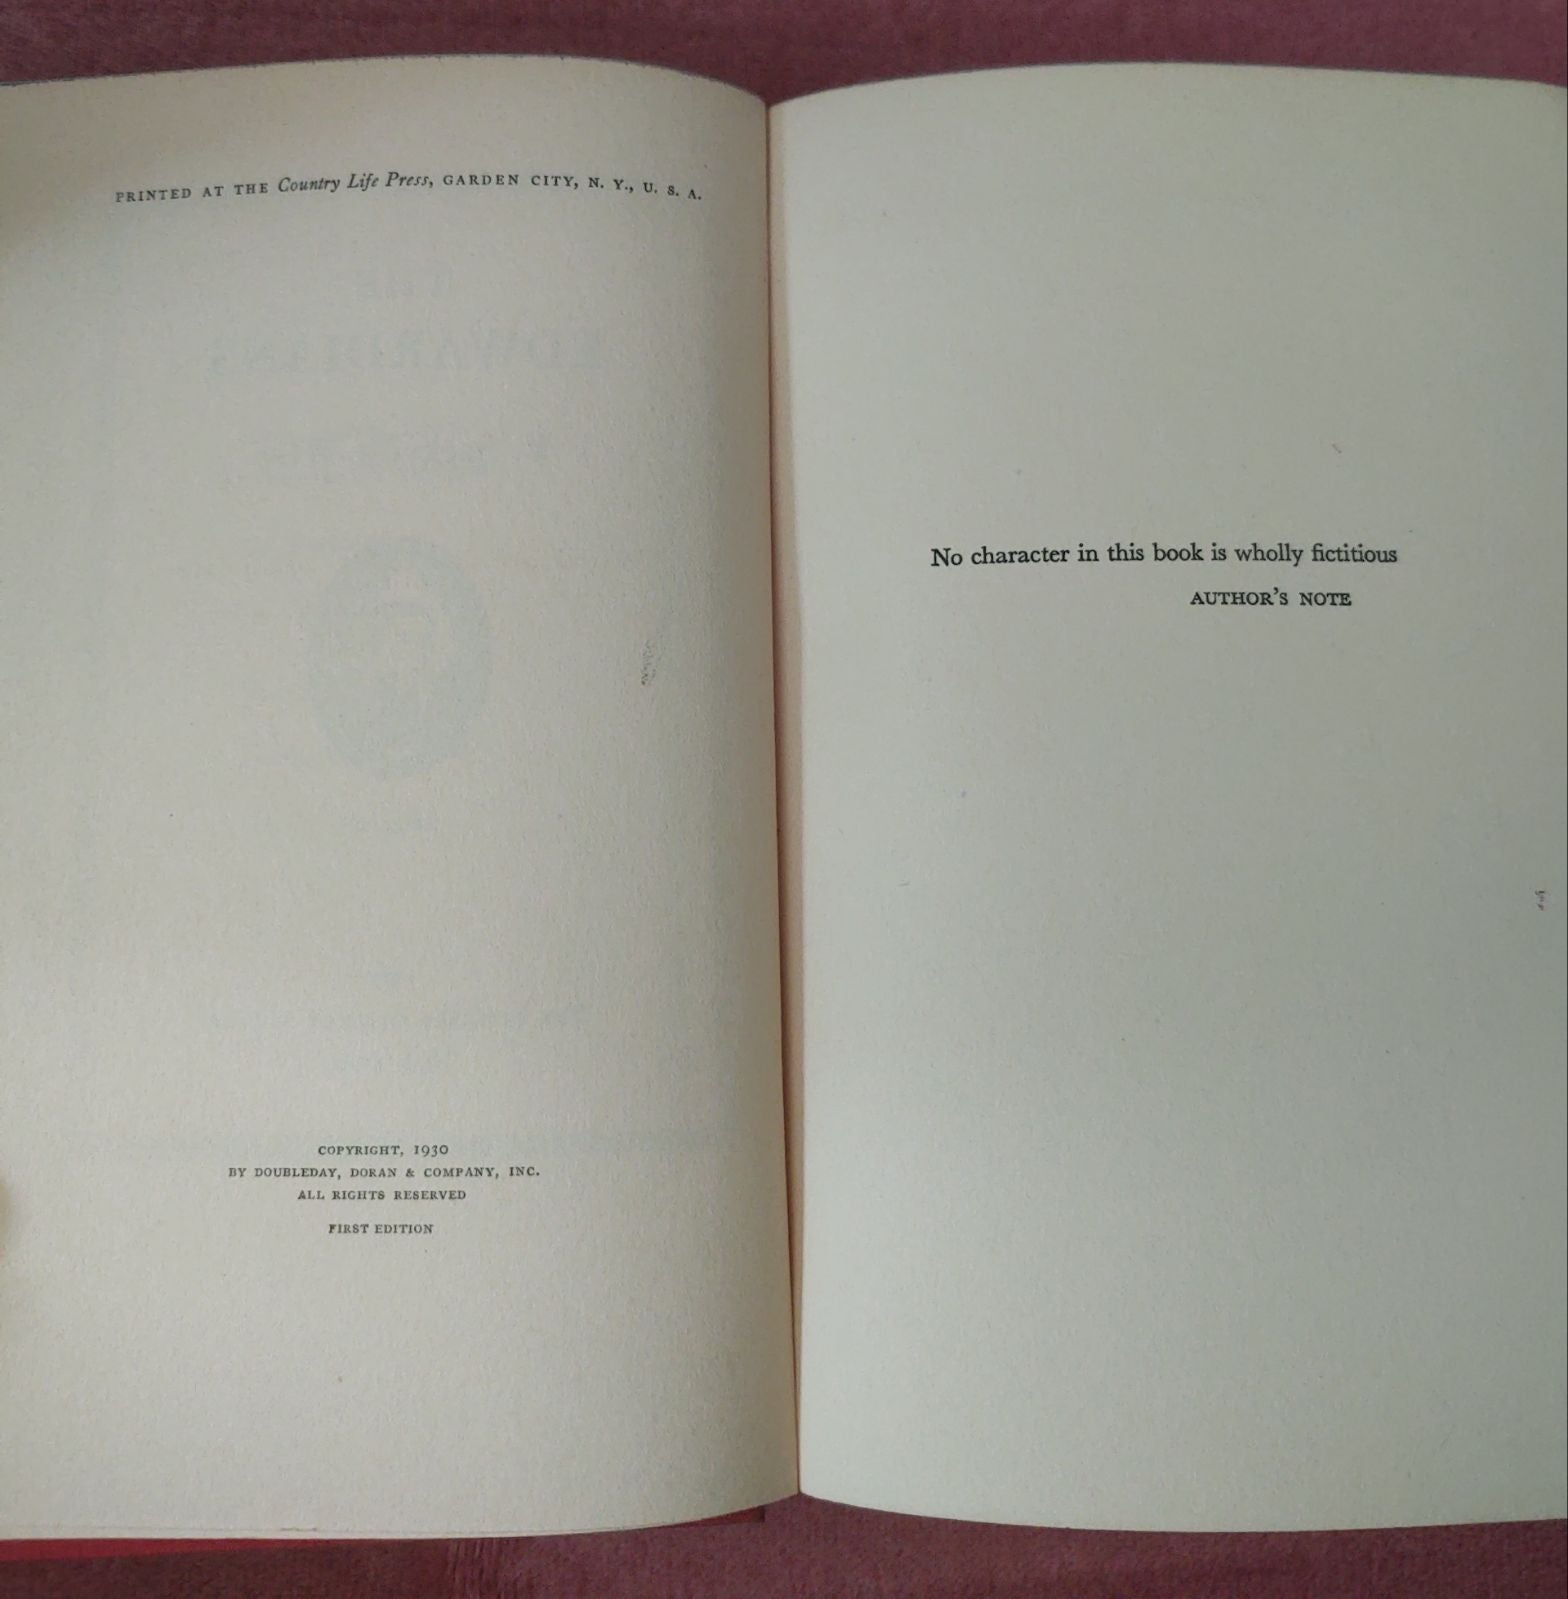 PRINTED AT THE Country Life Press, GARDEN CITY, N. Y., U. S. A.
COPYRIGHT, 1930
BY DOUBLEDAY, DORAN & COMPANY, INC.
ALL RIGHTS RESERVED
FIRST EDITION
No character in this book is wholly fictitious
AUTHOR'S NOTE